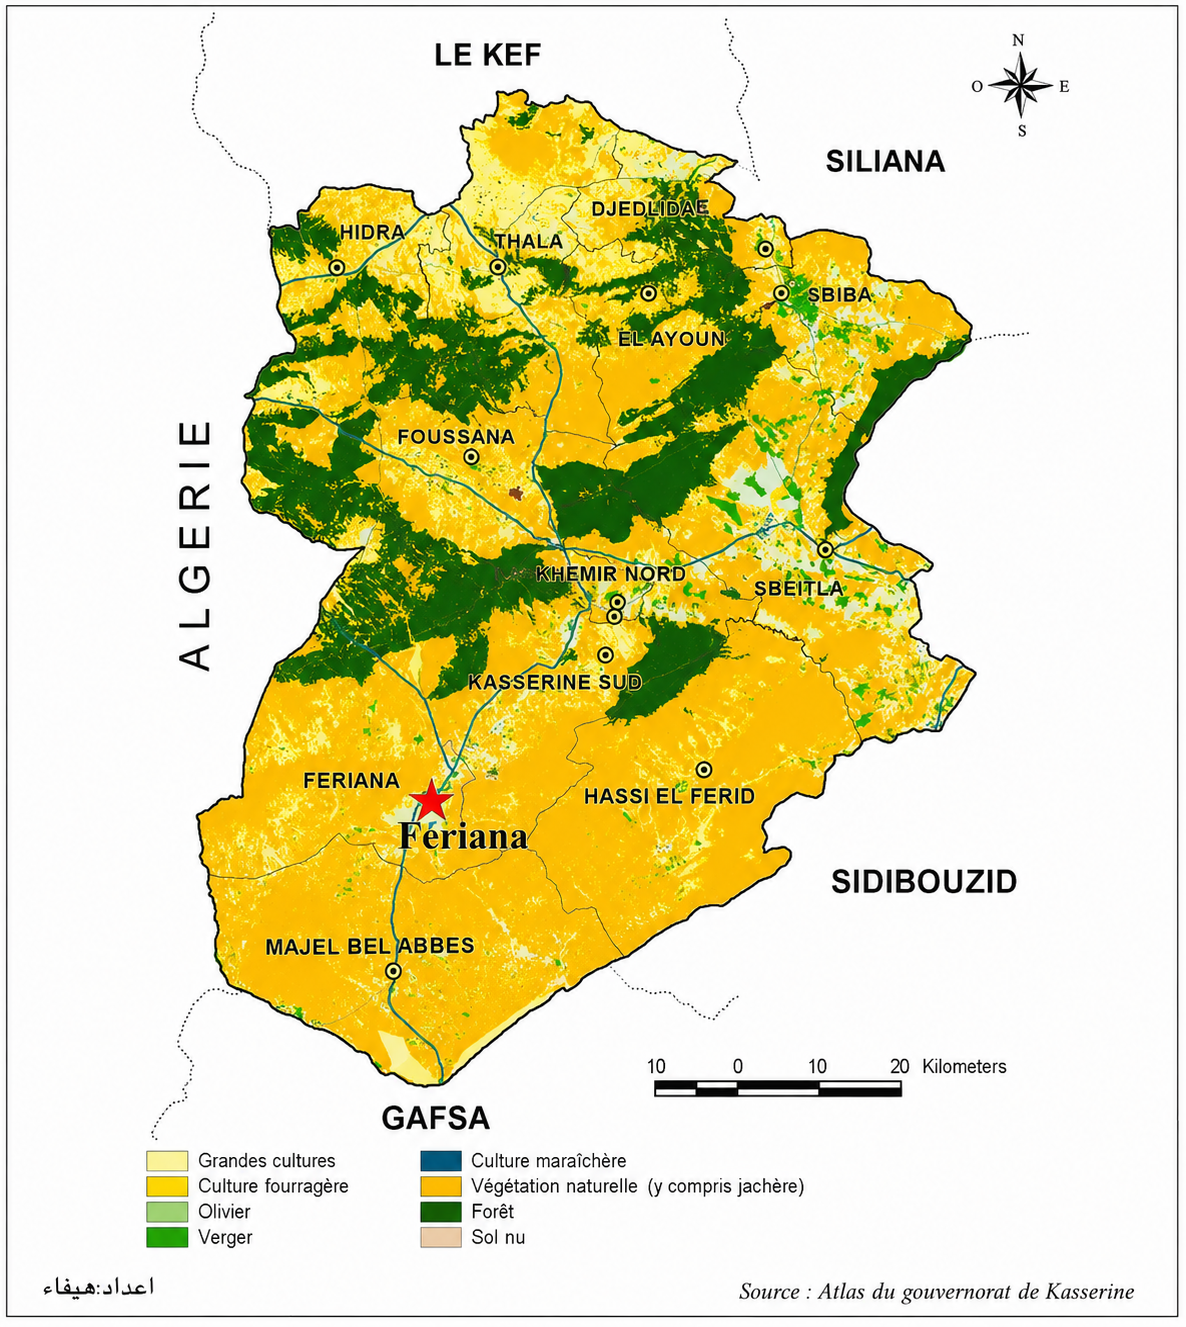 LE KEF
N
O
E
S
SILIANA
DJEDLIDAE
HIDRA
THALA
SBIBA
EL AYOUN
ALGERIE
FOUSSANA
KHEMIR NORD
SBEITLA
KASSERINE SUD
FERIANA
HASSI EL FERID
Feriana
SIDIBOUZID
MAJEL BEL ABBES
10 0 10 20 Kilometers
GAFSA
Grandes cultures
Culture fourragère
Olivier
Verger
Culture maraîchère
Végétation naturelle (y compris jachère)
Forêt
Sol nu
اعداد:هيفاء
Source : Atlas du gouvernorat de Kasserine